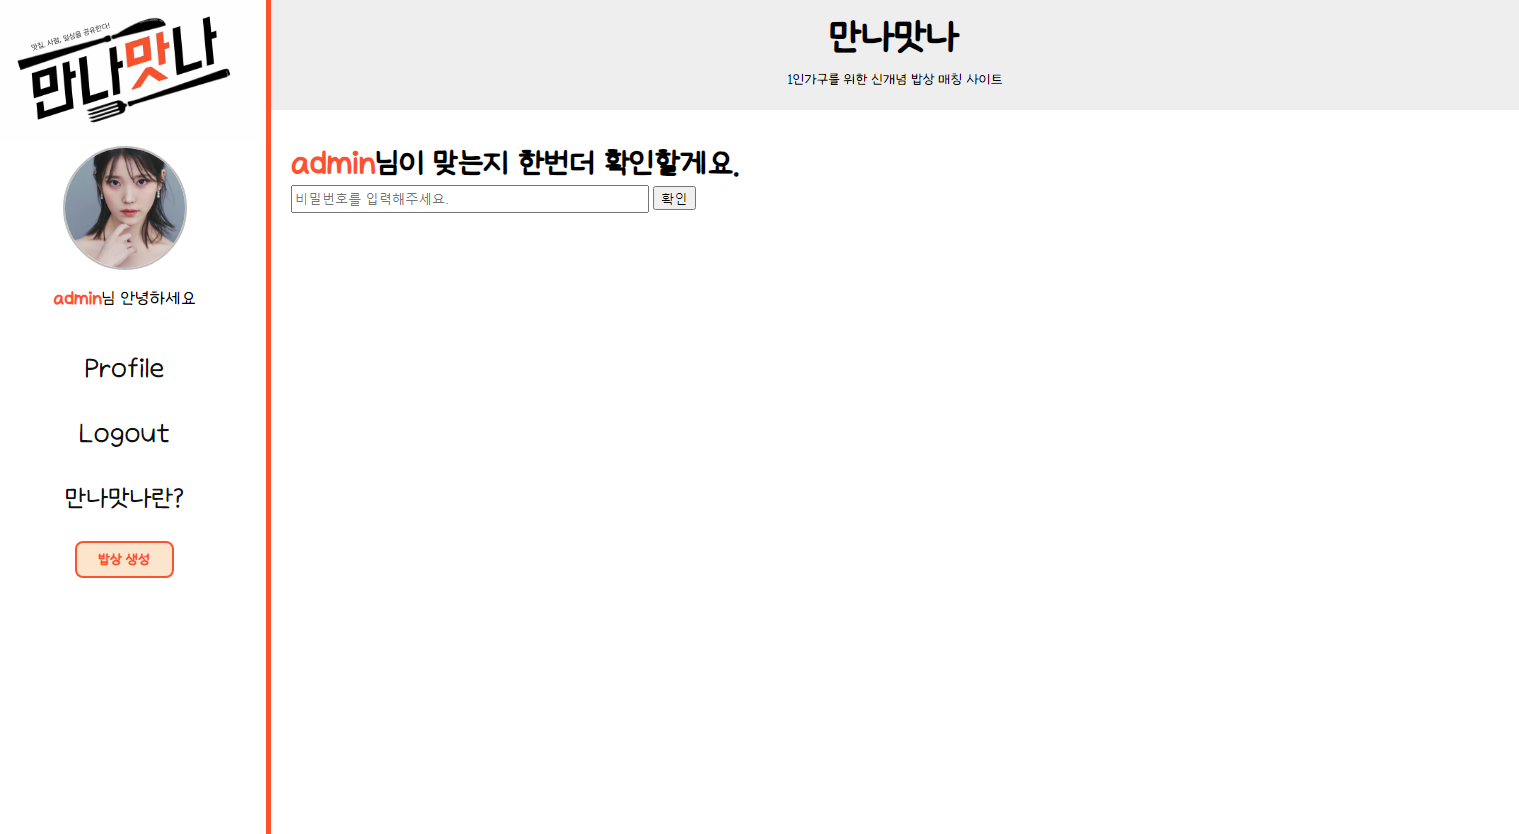 맛집, 사람, 일상을 공유한다!
만나맛나
admin님 안녕하세요
Profile
Logout
만나맛나란?
밥상 생성
만나맛나
1인가구를 위한 신개념 밥상 매칭 사이트
admin님이 맞는지 한번더 확인할게요.
비밀번호를 입력해주세요.
확인